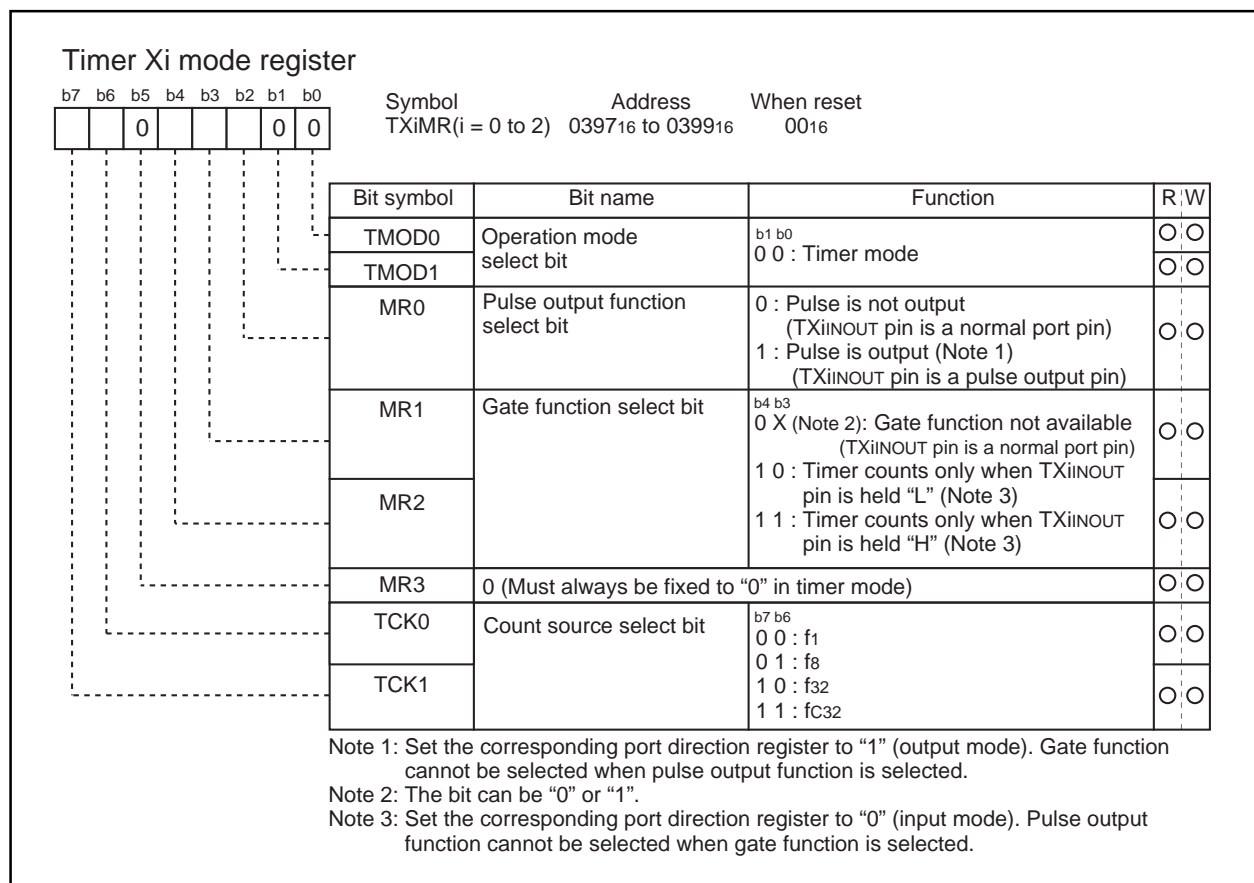 Timer Xi mode register
b7 b6 b5 b4 b3 b2 b1 b0
0 0 0
Symbol Address When reset
TXiMR(i = 0 to 2) 039716 to 039916 0016
Bit symbol Bit name Function R W
TMOD0 Operation mode select bit
TMOD1
b1 b0
0 0 : Timer mode
MR0 Pulse output function select bit
0 : Pulse is not output
(TXiINOUT pin is a normal port pin)
1 : Pulse is output (Note 1)
(TXiINOUT pin is a pulse output pin)
MR1 Gate function select bit
MR2
b4 b3
0 X (Note 2): Gate function not available
(TXiINOUT pin is a normal port pin)
1 0 : Timer counts only when TXiINOUT
pin is held “L” (Note 3)
1 1 : Timer counts only when TXiINOUT
pin is held “H” (Note 3)
MR3 0 (Must always be fixed to “0” in timer mode)
TCK0 Count source select bit
TCK1
b7 b6
0 0 : f1
0 1 : f8
1 0 : f32
1 1 : fC32
Note 1: Set the corresponding port direction register to “1” (output mode). Gate function
cannot be selected when pulse output function is selected.
Note 2: The bit can be “0” or “1”.
Note 3: Set the corresponding port direction register to “0” (input mode). Pulse output
function cannot be selected when gate function is selected.